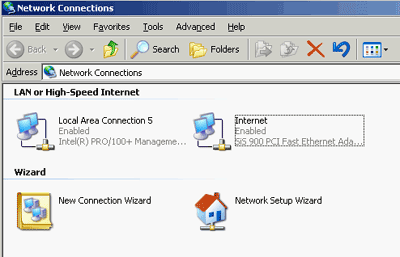 Network Connections
File Edit View Favorites Tools Advanced Help
Back Search Folders
Address Network Connections
LAN or High-Speed Internet
Local Area Connection 5 Internet
Enabled Enabled
Intel(R) PRO/100+ Manageme... SiS 900 PCI Fast Ethernet Ada...
Wizard
New Connection Wizard Network Setup Wizard